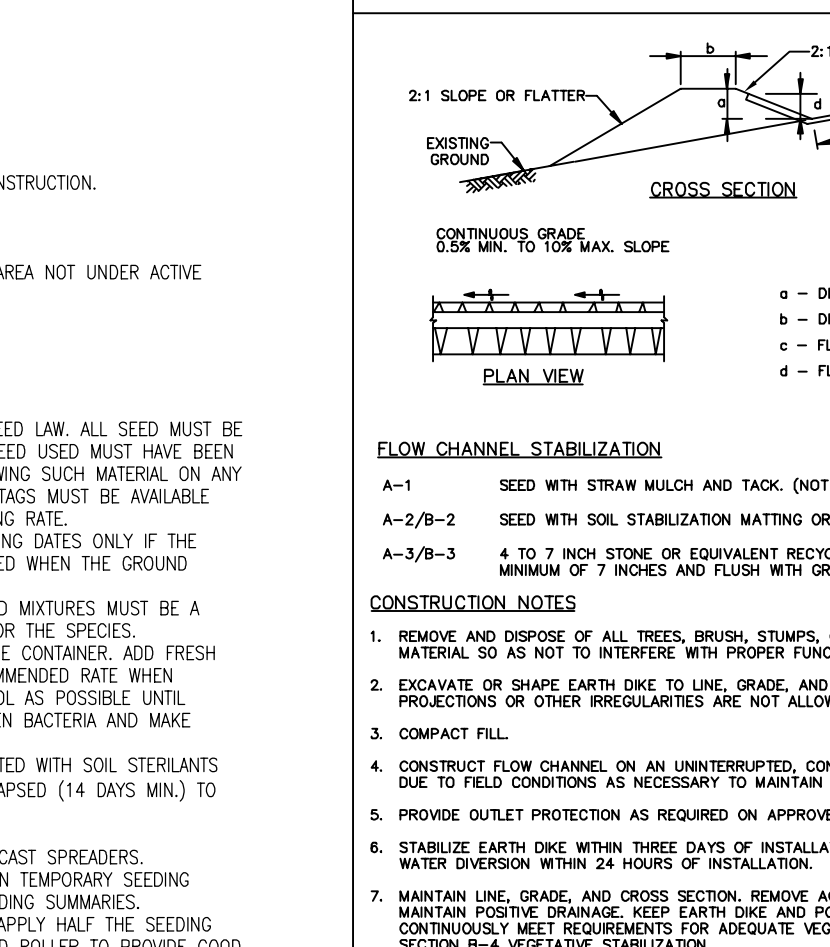 NSTRUCTION.
AREA NOT UNDER ACTIVE
EED LAW. ALL SEED MUST BE
EED USED MUST HAVE BEEN
WING SUCH MATERIAL ON ANY
TAGS MUST BE AVAILABLE
NG RATE.
NG DATES ONLY IF THE
ED WHEN THE GROUND
D MIXTURES MUST BE A
OR THE SPECIES.
E CONTAINER. ADD FRESH
MMENDED RATE WHEN
OL AS POSSIBLE UNTIL
EN BACTERIA AND MAKE
TED WITH SOIL STERILANTS
APSED (14 DAYS MIN.) TO
CAST SPREADERS.
N TEMPORARY SEEDING
DING SUMMARIES.
APPLY HALF THE SEEDING
D ROLLER TO PROVIDE GOOD
b
2:1
2:1 SLOPE OR FLATTER
a
d
EXISTING
GROUND
CROSS SECTION
CONTINUOUS GRADE
0.5% MIN. TO 10% MAX. SLOPE
PLAN VIEW
a – DI
b – DI
c – FL
d – FL
FLOW CHANNEL STABILIZATION
A–1 SEED WITH STRAW MULCH AND TACK. (NOT
A–2/B–2 SEED WITH SOIL STABILIZATION MATTING OR
A–3/B–3 4 TO 7 INCH STONE OR EQUIVALENT RECYC
MINIMUM OF 7 INCHES AND FLUSH WITH GR
CONSTRUCTION NOTES
1. REMOVE AND DISPOSE OF ALL TREES, BRUSH, STUMPS,
MATERIAL SO AS NOT TO INTERFERE WITH PROPER FUNC
2. EXCAVATE OR SHAPE EARTH DIKE TO LINE, GRADE, AND
PROJECTIONS OR OTHER IRREGULARITIES ARE NOT ALLOW
3. COMPACT FILL.
4. CONSTRUCT FLOW CHANNEL ON AN UNINTERRUPTED, CON
DUE TO FIELD CONDITIONS AS NECESSARY TO MAINTAIN
5. PROVIDE OUTLET PROTECTION AS REQUIRED ON APPROVE
6. STABILIZE EARTH DIKE WITHIN THREE DAYS OF INSTALLA
WATER DIVERSION WITHIN 24 HOURS OF INSTALLATION.
7. MAINTAIN LINE, GRADE, AND CROSS SECTION. REMOVE AC
MAINTAIN POSITIVE DRAINAGE. KEEP EARTH DIKE AND PO
CONTINUOUSLY MEET REQUIREMENTS FOR ADEQUATE VEG
SECTION B–4 VEGETATIVE STABILIZATION